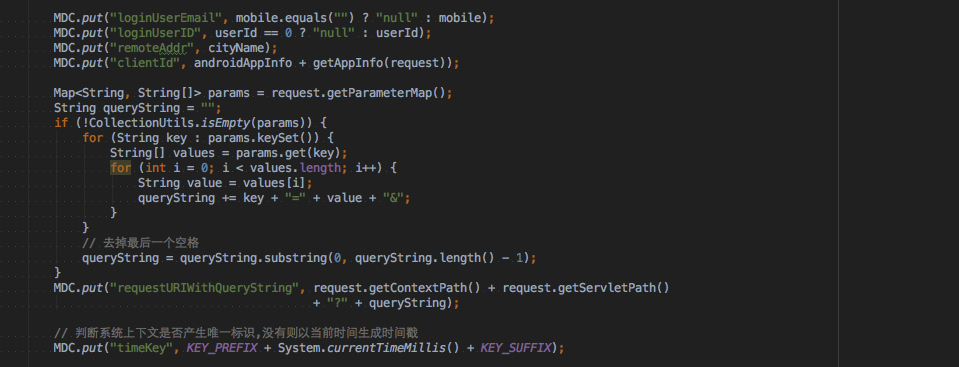 MDC.put("loginUserEmail", mobile.equals("") ? "null" : mobile);
MDC.put("loginUserID", userId == 0 ? "null" : userId);
MDC.put("remoteAddr", cityName);
MDC.put("clientId", androidAppInfo + getAppInfo(request));
Map<String, String[]> params = request.getParameterMap();
String queryString = "";
if (!CollectionUtils.isEmpty(params)) {
for (String key : params.keySet()) {
String[] values = params.get(key);
for (int i = 0; i < values.length; i++) {
String value = values[i];
queryString += key + "=" + value + "&";
}
}
// 去掉最后一个空格
queryString = queryString.substring(0, queryString.length() - 1);
}
MDC.put("requestURIWithQueryString", request.getContextPath() + request.getServletPath()
+ "?" + queryString);
// 判断系统上下文是否产生唯一标识,没有则以当前时间生成时间戳
MDC.put("timeKey", KEY_PREFIX + System.currentTimeMillis() + KEY_SUFFIX);